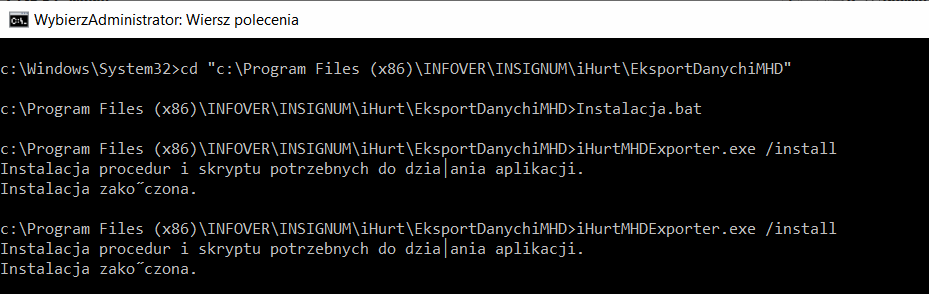 WybierzAdministrator: Wiersz polecenia
c:\Windows\System32>cd "c:\Program Files (x86)\INFOVER\INSIGNUM\iHurt\EksportDanychiMHD"
c:\Program Files (x86)\INFOVER\INSIGNUM\iHurt\EksportDanychiMHD>Instalacja.bat
c:\Program Files (x86)\INFOVER\INSIGNUM\iHurt\EksportDanychiMHD>iHurtMHDExporter.exe /install
Instalacja procedur i skryptu potrzebnych do dzia|ania aplikacji.
Instalacja zako˝czona.
c:\Program Files (x86)\INFOVER\INSIGNUM\iHurt\EksportDanychiMHD>iHurtMHDExporter.exe /install
Instalacja procedur i skryptu potrzebnych do dzia|ania aplikacji.
Instalacja zako˝czona.